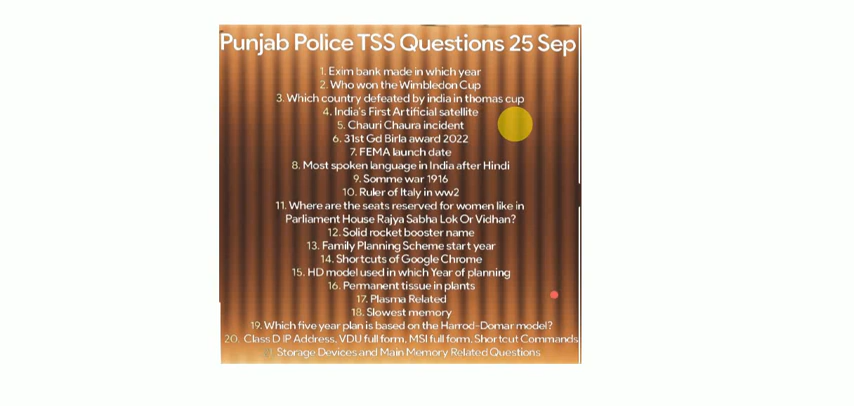 Punjab Police TSS Questions 25 Sep
1. Exim bank made in which year
2. Who won the Wimbledon Cup
3. Which country defeated by india in thomas cup
4. India's First Artificial satellite
5. Chauri Chaura incident
6. 31st Gd Birla award 2022
7. FEMA launch date
8. Most spoken language in India after Hindi
9. Somme war 1916
10. Ruler of Italy in ww2
11. Where are the seats reserved for women like in
Parliament House Rajya Sabha Lok Or Vidhan?
12. Solid rocket booster name
13. Family Planning Scheme start year
14. Shortcuts of Google Chrome
15. HD model used in which Year of planning
16. Permanent tissue in plants
17. Plasma Related
18. Slowest memory
19. Which five year plan is based on the Harrod-Domar model?
20. Class D IP Address, VDU full form, MSI full form, Shortcut Commands
Storage Devices and Main Memory Related Questions